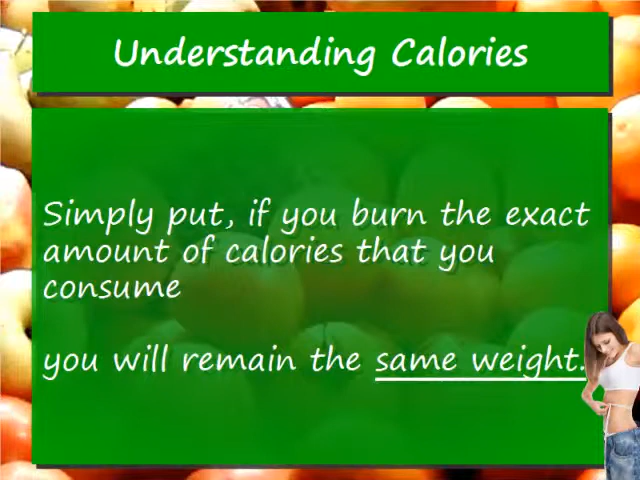 Understanding Calories
Simply put, if you burn the exact
amount of calories that you
consume
you will remain the same weight.